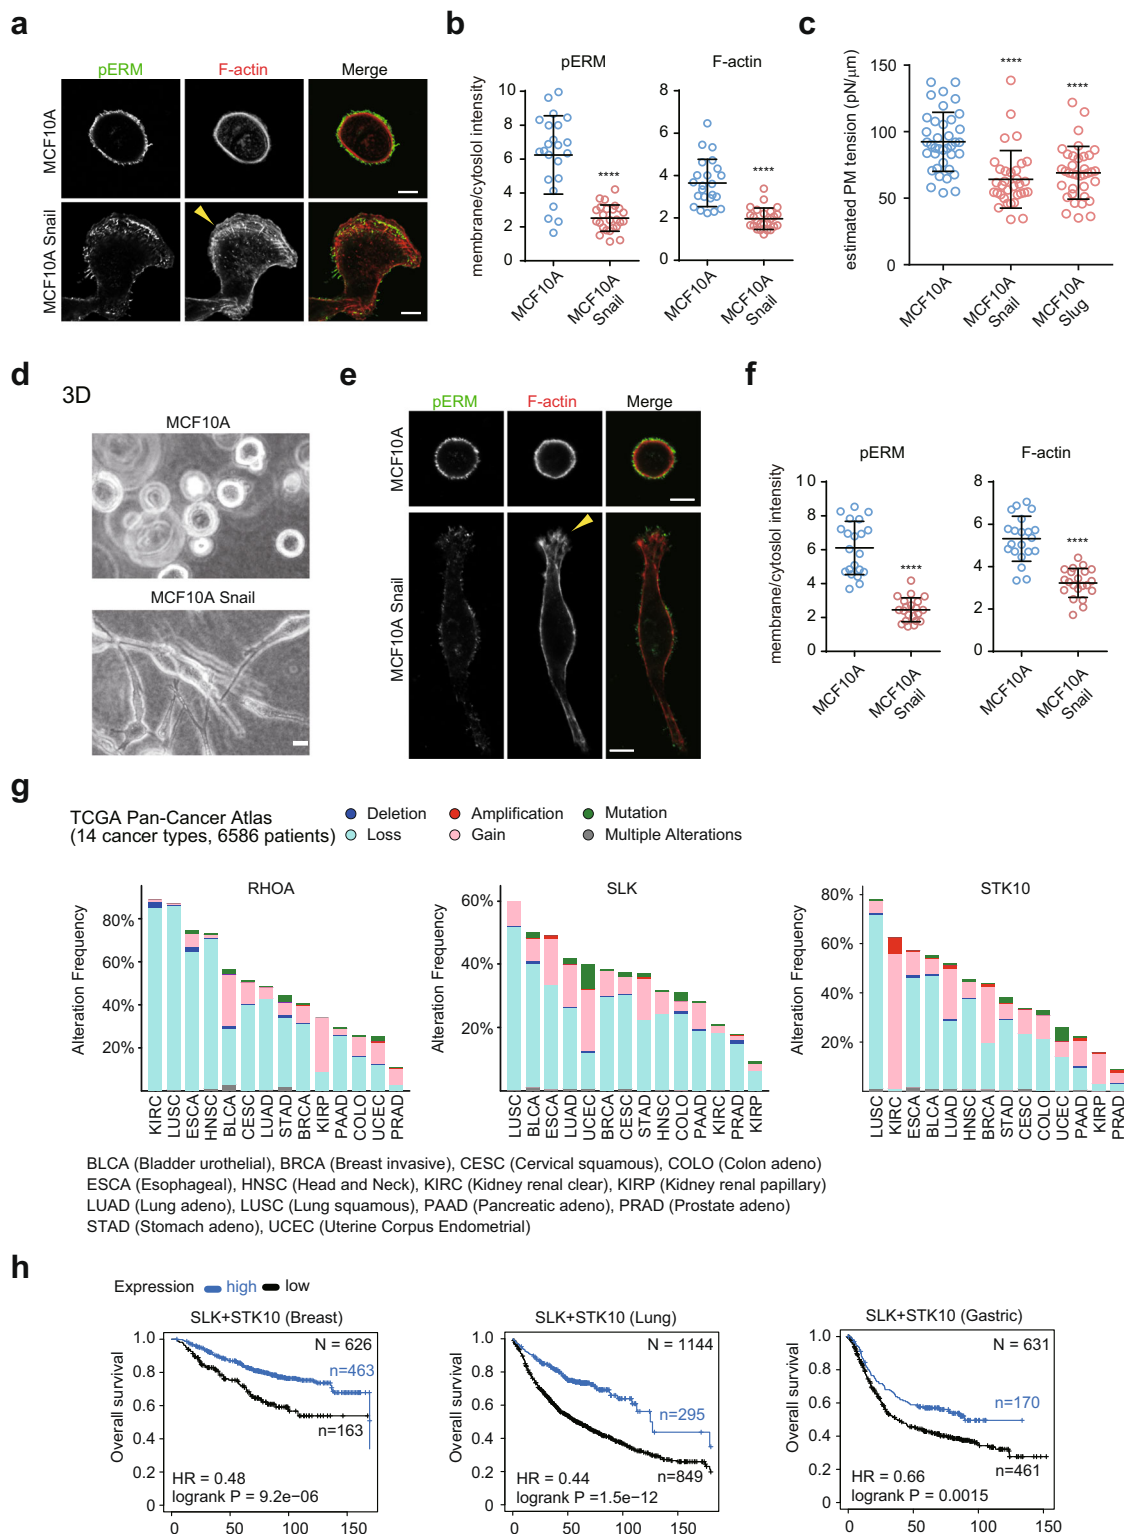 a
pERM F-actin Merge
MCF10A
MCF10A Snail
b
pERM F-actin
membrane/cytoslol intensity
10
8
6
4
2
0
****
MCF10A
MCF10A Snail
8
6
4
2
0
****
MCF10A
MCF10A Snail
c
estimated PM tension (pN/μm)
150
100
50
0
**** ****
MCF10A
MCF10A Snail
MCF10A Slug
d
3D
MCF10A
MCF10A Snail
e
pERM F-actin Merge
MCF10A
MCF10A Snail
f
pERM F-actin
membrane/cytoslol intensity
10
8
6
4
2
0
****
MCF10A
MCF10A Snail
8
6
4
2
0
****
MCF10A
MCF10A Snail
g
TCGA Pan-Cancer Atlas
(14 cancer types, 6586 patients)
Deletion Amplification Mutation
Loss Gain Multiple Alterations
RHOA
Alteration Frequency
80%
60%
40%
20%
KIRC LUSC ESCA HNSC BLCA CESC LUAD STAD BRCA KIRP PAAD COLO UCEC PRAD
SLK
Alteration Frequency
60%
40%
20%
LUSC BLCA ESCA LUAD UCEC BRCA CESC STAD HNSC COLO PAAD KIRC PRAD KIRP
STK10
Alteration Frequency
80%
60%
40%
20%
LUSC KIRC ESCA BLCA LUAD HNSC BRCA STAD CESC COLO UCEC PAAD KIRP PRAD
BLCA (Bladder urothelial), BRCA (Breast invasive), CESC (Cervical squamous), COLO (Colon adeno)
ESCA (Esophageal), HNSC (Head and Neck), KIRC (Kidney renal clear), KIRP (Kidney renal papillary)
LUAD (Lung adeno), LUSC (Lung squamous), PAAD (Pancreatic adeno), PRAD (Prostate adeno)
STAD (Stomach adeno), UCEC (Uterine Corpus Endometrial)
h
Expression high low
SLK+STK10 (Breast)
Overall survival
1.0
0.8
0.6
0.4
0.2
0
N = 626
n=463
n=163
HR = 0.48
logrank P = 9.2e−06
0 50 100 150
SLK+STK10 (Lung)
Overall survival
1.0
0.8
0.6
0.4
0.2
0
N = 1144
n=295
n=849
HR = 0.44
logrank P =1.5e−12
0 50 100 150
SLK+STK10 (Gastric)
Overall survival
1.0
0.8
0.6
0.4
0.2
0
N = 631
n=170
n=461
HR = 0.66
logrank P = 0.0015
0 50 100 150